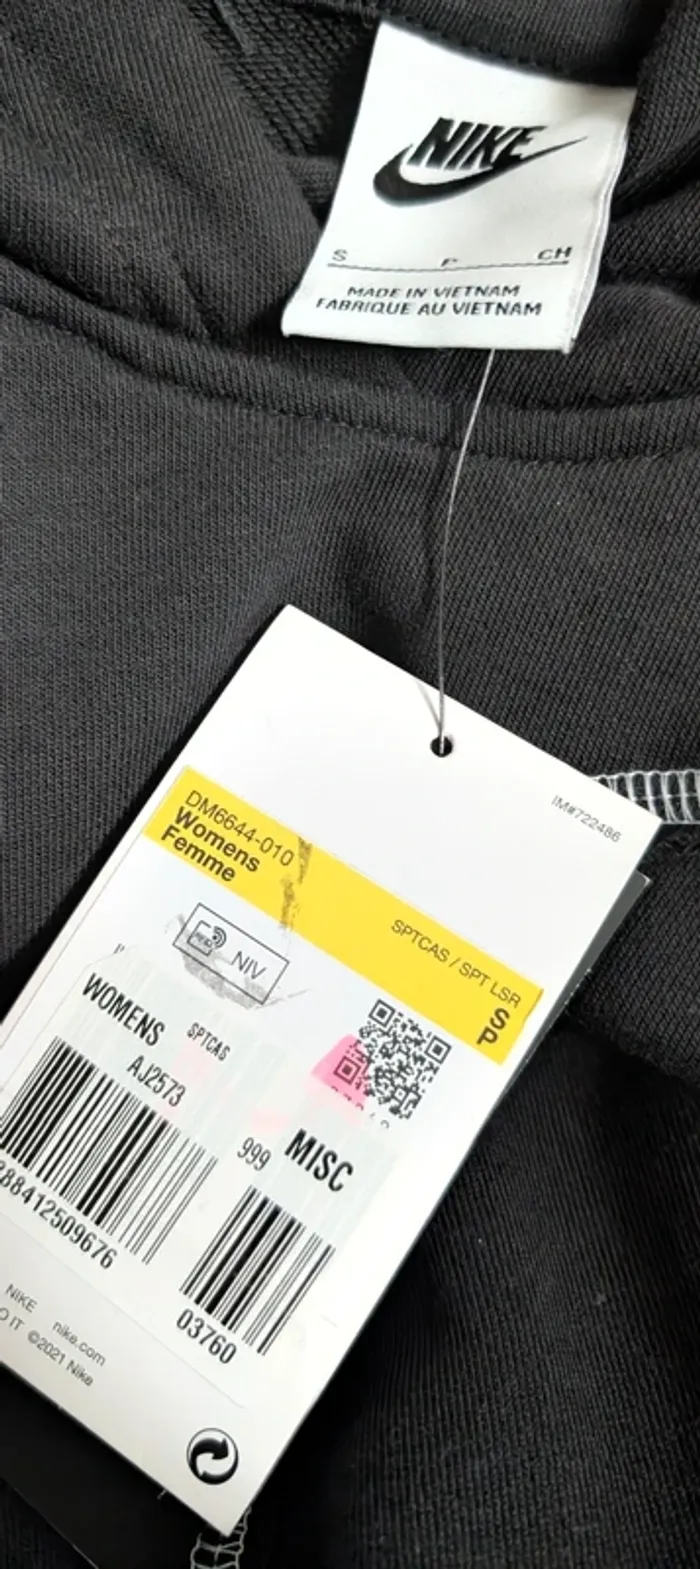 NIKE
S P CH
MADE IN VIETNAM
FABRIQUE AU VIETNAM
IM#722486
DM6644-010
Womens
Femme
SPTCAS / SPT LSR
S
P
NIV
WOMENS SPTCAS
AJ2573
999 MISC
88412509676
03760
NIKE nike.com
IT ©2021 Nike